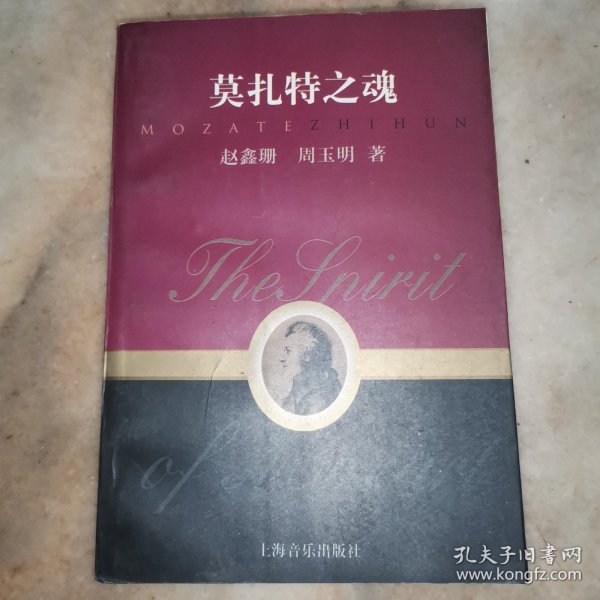 莫扎特之魂
MOZATEZHIHUN
赵鑫珊 周玉明 著
The Spirit
of
上海音乐出版社
孔夫子旧书网
www.kongfz.com